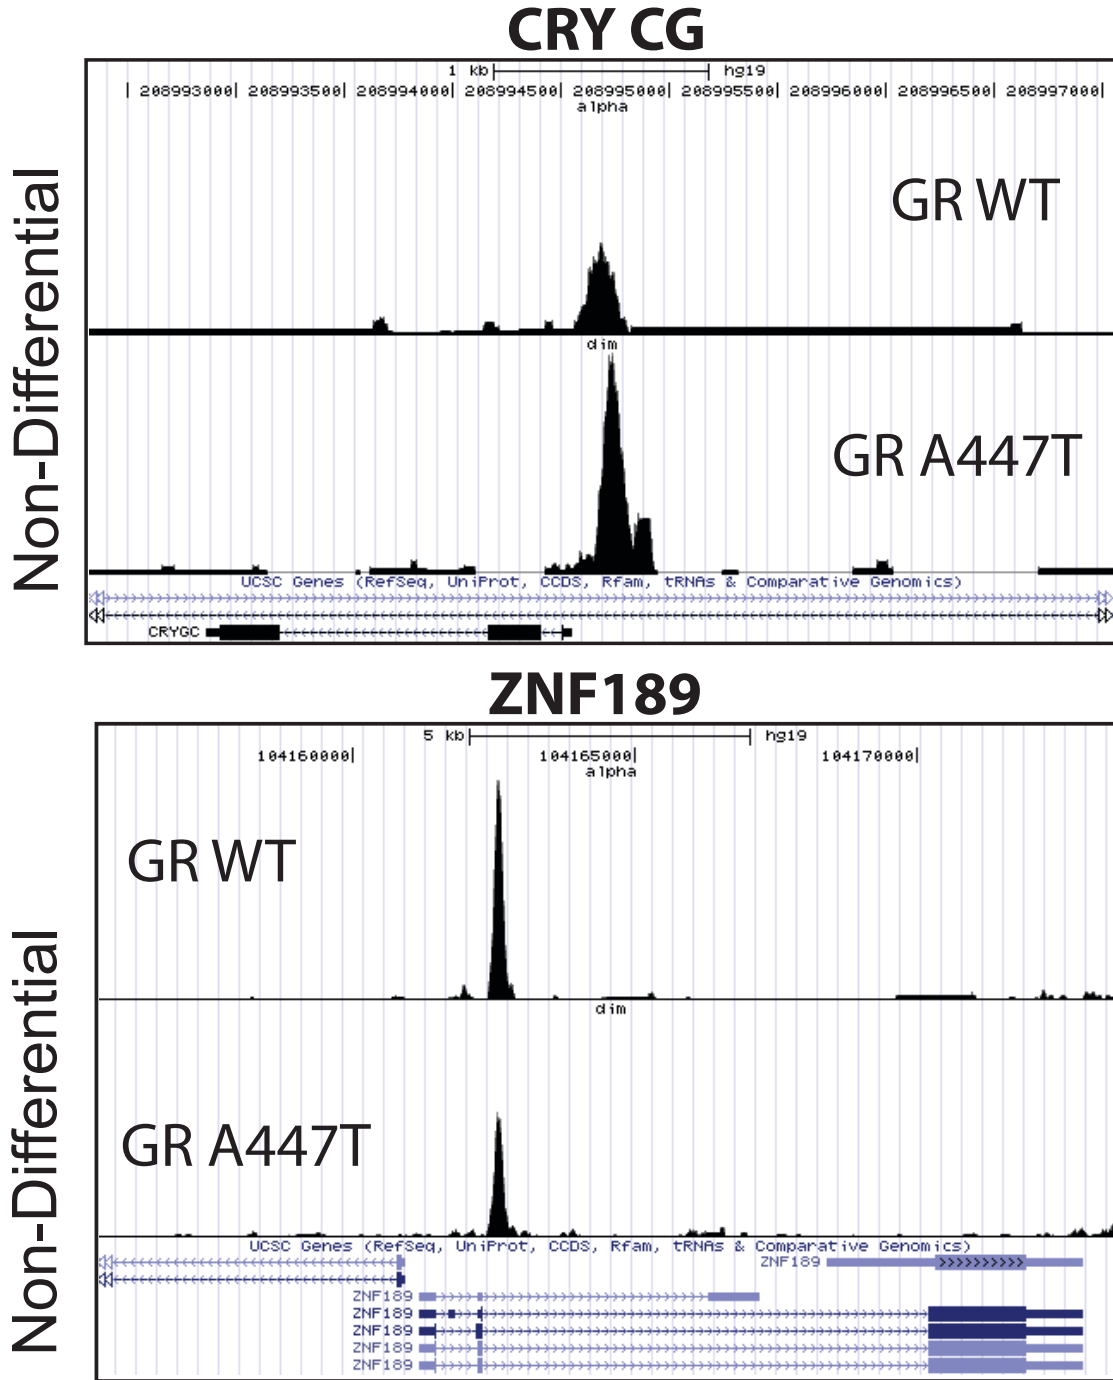 CRY CG
1 kb hg19
208993000| 208993500| 208994000| 208994500| 208995000| 208995500| 208996000| 208996500| 208997000|
alpha
GR WT
Non-Differential
dim
GR A447T
UCSC Genes (RefSeq, UniProt, CCDS, Rfam, tRNAs & Comparative Genomics)
CRYGC
ZNF189
5 kb hg19
104160000| 104165000| 104170000|
alpha
GR WT
Non-Differential
dim
GR A447T
UCSC Genes (RefSeq, UniProt, CCDS, Rfam, tRNAs & Comparative Genomics)
ZNF189
ZNF189
ZNF189
ZNF189
ZNF189
ZNF189